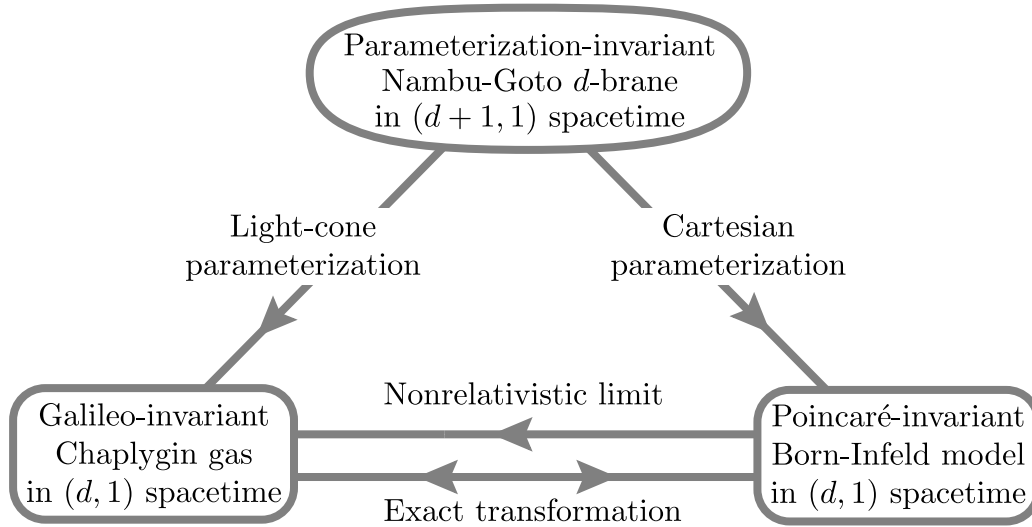 Parameterization-invariant
Nambu-Goto d-brane
in (d + 1, 1) spacetime
Light-cone
parameterization
Cartesian
parameterization
Nonrelativistic limit
Galileo-invariant
Chaplygin gas
in (d, 1) spacetime
Poincaré-invariant
Born-Infeld model
in (d, 1) spacetime
Exact transformation